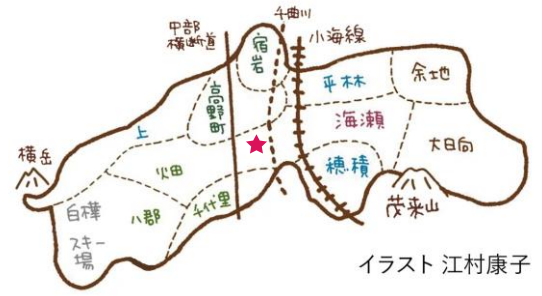 千曲川
中部
横断道
宿
岩
小海線
余地
平林
高野町
海瀬
上
大日向
横岳
畑
穂積
千代里
茂来山
白樺
スキー
場
八郡
イラスト 江村康子